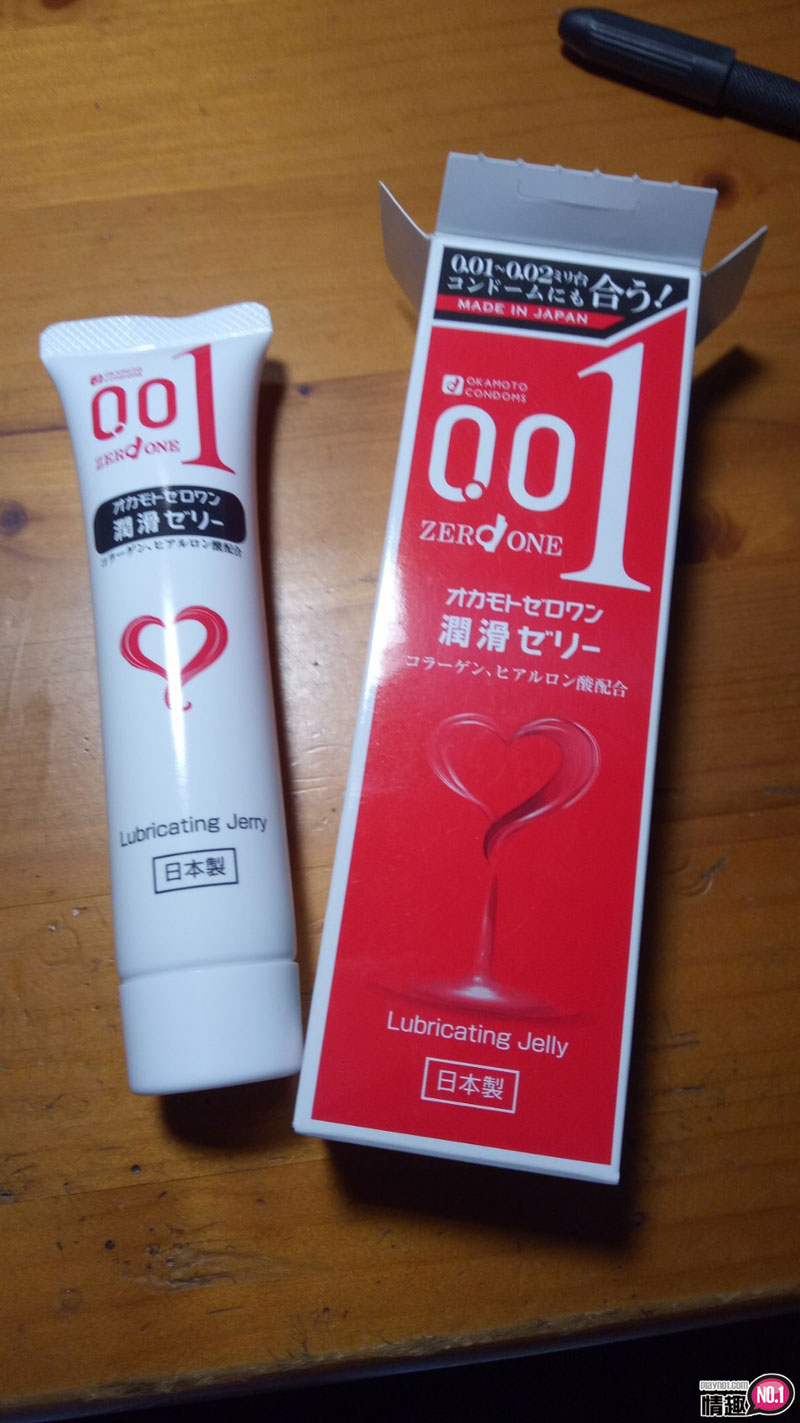 OKAMOTO
CONDOMS
0.01
ZERO ONE
オカモトゼロワン
潤滑ゼリー
コラーゲン、ヒアルロン酸配合
Lubricating Jerry
日本製
0.01~0.02ミリ台
コンドームにも合う!
MADE IN JAPAN
OKAMOTO
CONDOMS
0.01
ZERO ONE
オカモトゼロワン
潤滑ゼリー
コラーゲン、ヒアルロン酸配合
Lubricating Jelly
日本製
playno1.com
情趣 NO.1